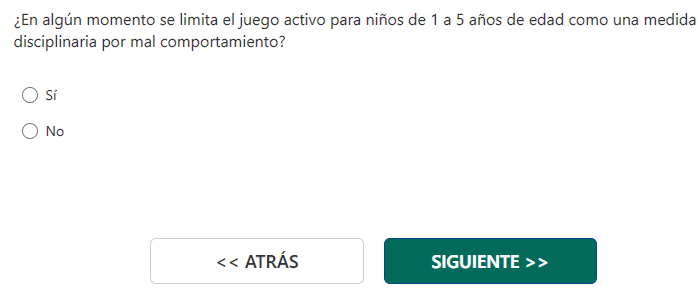 ¿En algún momento se limita el juego activo para niños de 1 a 5 años de edad como una medida
disciplinaria por mal comportamiento?
Sí
No
<< ATRÁS
SIGUIENTE >>